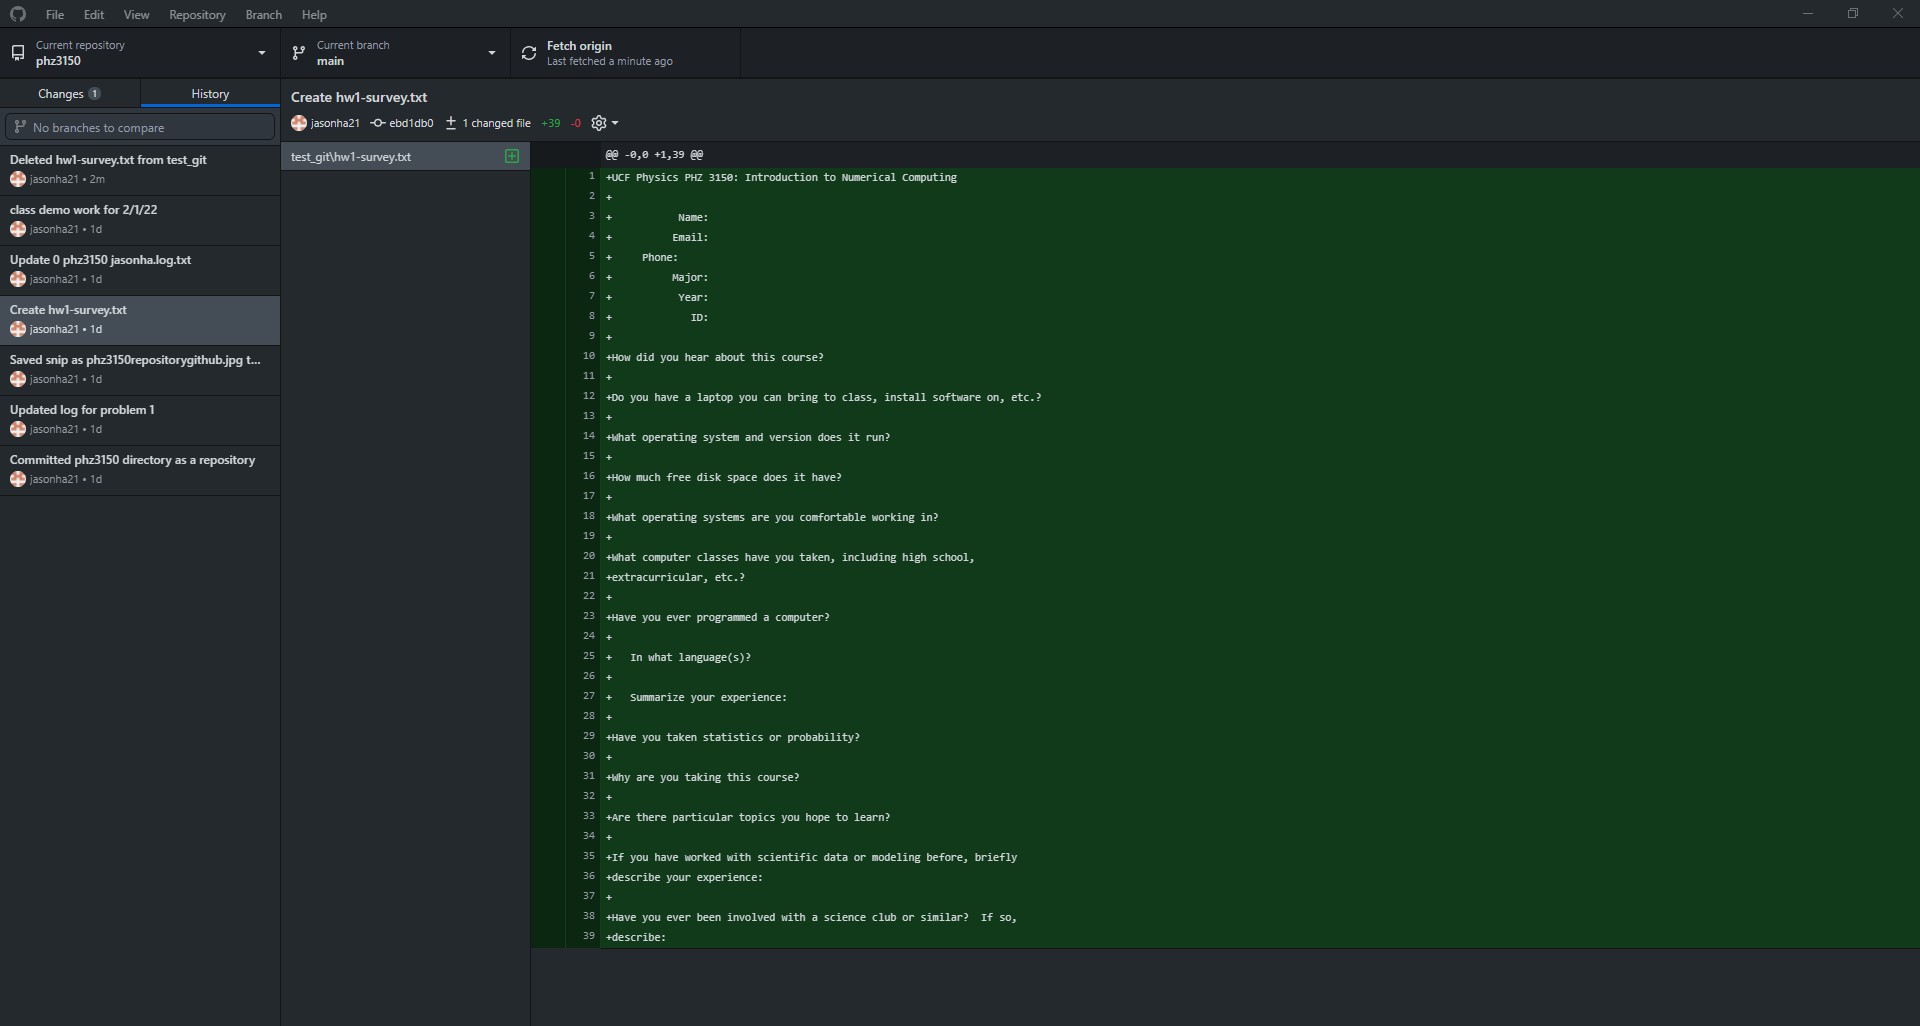 File Edit View Repository Branch Help
Current repository
phz3150
Current branch
main
Fetch origin
Last fetched a minute ago
Changes 1
History
No branches to compare
Deleted hw1-survey.txt from test_git
jasonha21 • 2m
class demo work for 2/1/22
jasonha21 • 1d
Update 0 phz3150 jasonha.log.txt
jasonha21 • 1d
Create hw1-survey.txt
jasonha21 • 1d
Saved snip as phz3150repositorygithub.jpg t...
jasonha21 • 1d
Updated log for problem 1
jasonha21 • 1d
Committed phz3150 directory as a repository
jasonha21 • 1d
Create hw1-survey.txt
jasonha21 ebd1db0 1 changed file +39 -0
test_git\hw1-survey.txt
@@ -0,0 +1,39 @@
1 +UCF Physics PHZ 3150: Introduction to Numerical Computing
2 +
3 + Name:
4 + Email:
5 + Phone:
6 + Major:
7 + Year:
8 + ID:
9 +
10 +How did you hear about this course?
11 +
12 +Do you have a laptop you can bring to class, install software on, etc.?
13 +
14 +What operating system and version does it run?
15 +
16 +How much free disk space does it have?
17 +
18 +What operating systems are you comfortable working in?
19 +
20 +What computer classes have you taken, including high school,
21 +extracurricular, etc.?
22 +
23 +Have you ever programmed a computer?
24 +
25 + In what language(s)?
26 +
27 + Summarize your experience:
28 +
29 +Have you taken statistics or probability?
30 +
31 +Why are you taking this course?
32 +
33 +Are there particular topics you hope to learn?
34 +
35 +If you have worked with scientific data or modeling before, briefly
36 +describe your experience:
37 +
38 +Have you ever been involved with a science club or similar?  If so,
39 +describe: